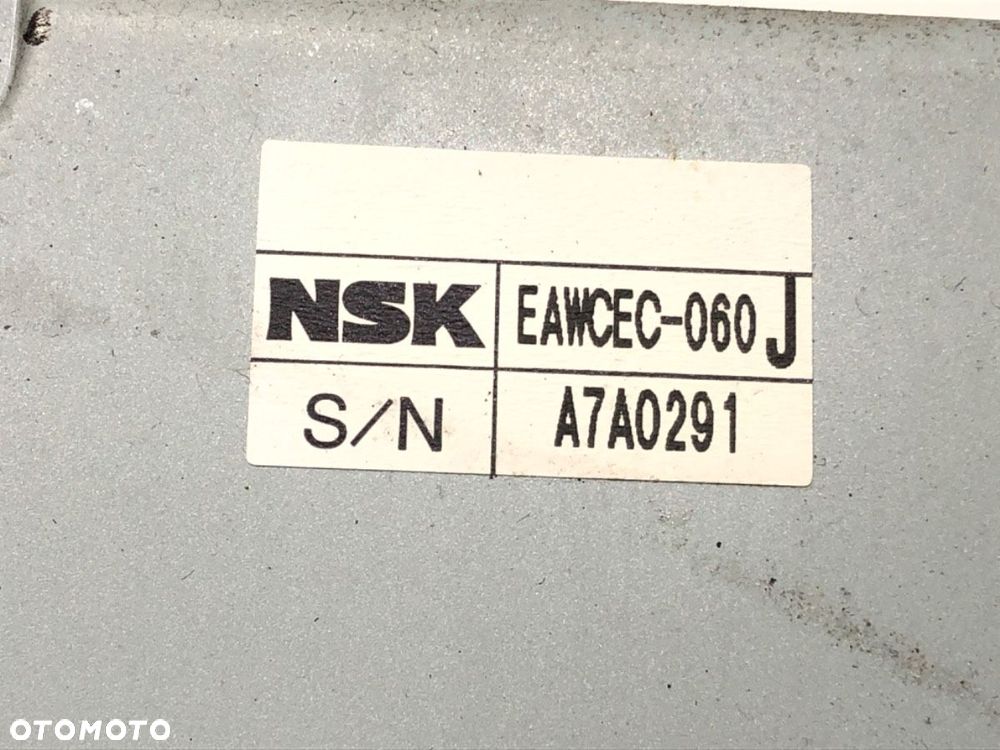 NSK EAWCEC-060 J
S/N A7A0291
OTOMOTO